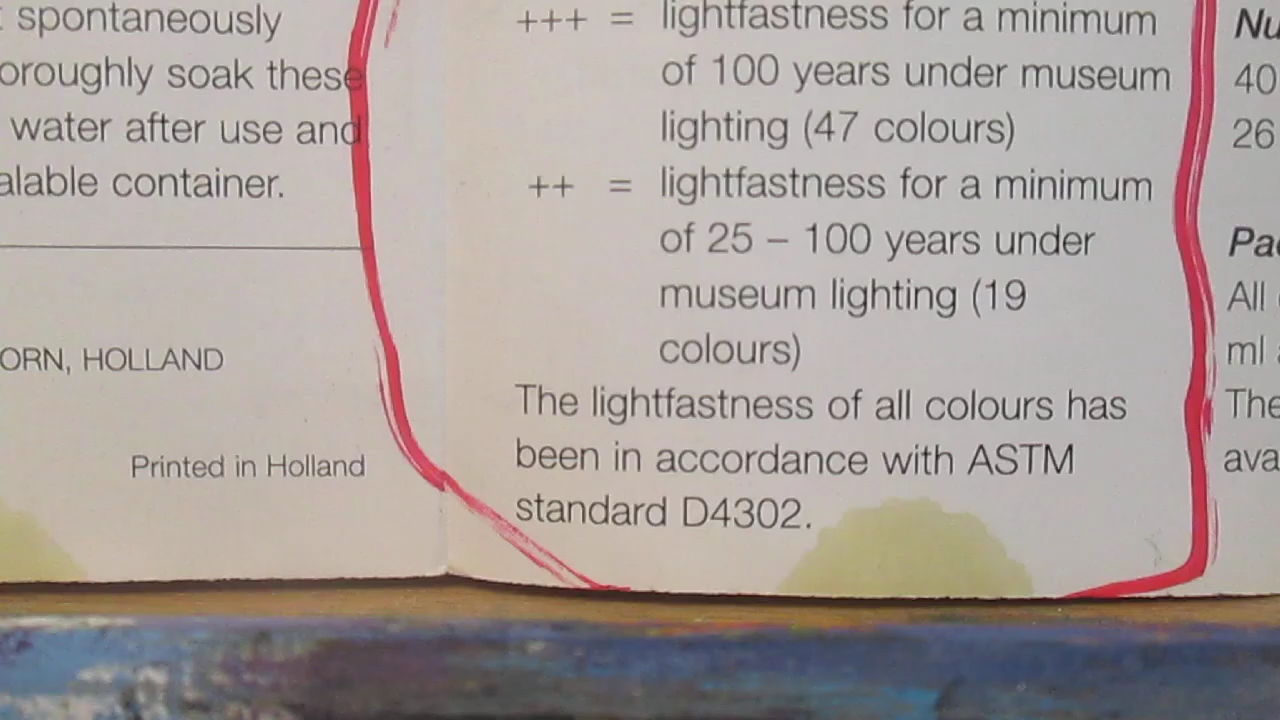 spontaneously
oroughly soak these
water after use and
alable container.
ORN, HOLLAND
Printed in Holland
+++ = lightfastness for a minimum
of 100 years under museum
lighting (47 colours)
++ = lightfastness for a minimum
of 25 – 100 years under
museum lighting (19
colours)
The lightfastness of all colours has
been in accordance with ASTM
standard D4302.
Nu
40
26
Pac
All
ml
The
ava